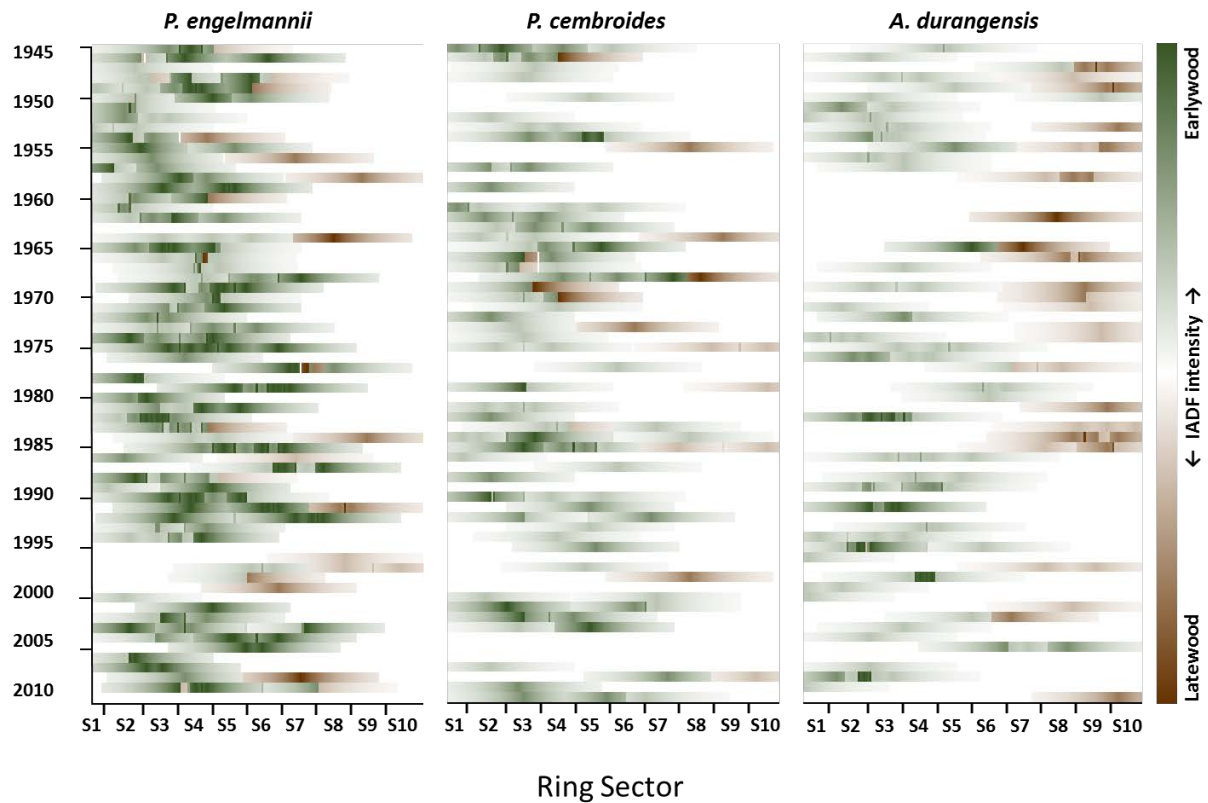 P. engelmannii
P. cembroides
A. durangensis
1945
1950
1955
1960
1965
1970
1975
1980
1985
1990
1995
2000
2005
2010
S1 S2 S3 S4 S5 S6 S7 S8 S9 S10
S1 S2 S3 S4 S5 S6 S7 S8 S9 S10
S1 S2 S3 S4 S5 S6 S7 S8 S9 S10
Ring Sector
Earlywood
← IADF intensity →
Latewood